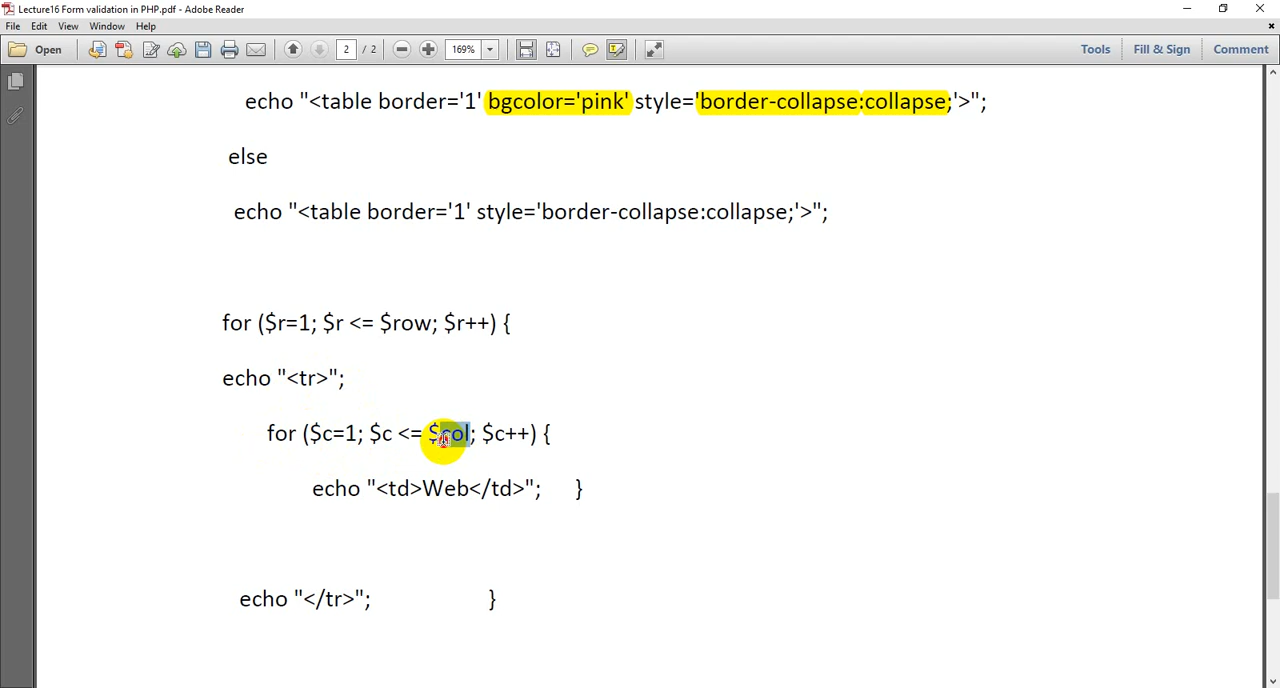 Lecture16 Form validation in PHP.pdf - Adobe Reader
File Edit View Window Help
Open 2 / 2 169% Tools Fill & Sign Comment
echo "<table border='1' bgcolor='pink' style='border-collapse:collapse;'>";
else
echo "<table border='1' style='border-collapse:collapse;'>";
for ($r=1; $r <= $row; $r++) {
echo "<tr>";
for ($c=1; $c <= $col; $c++) {
echo "<td>Web</td>"; }
echo "</tr>"; }